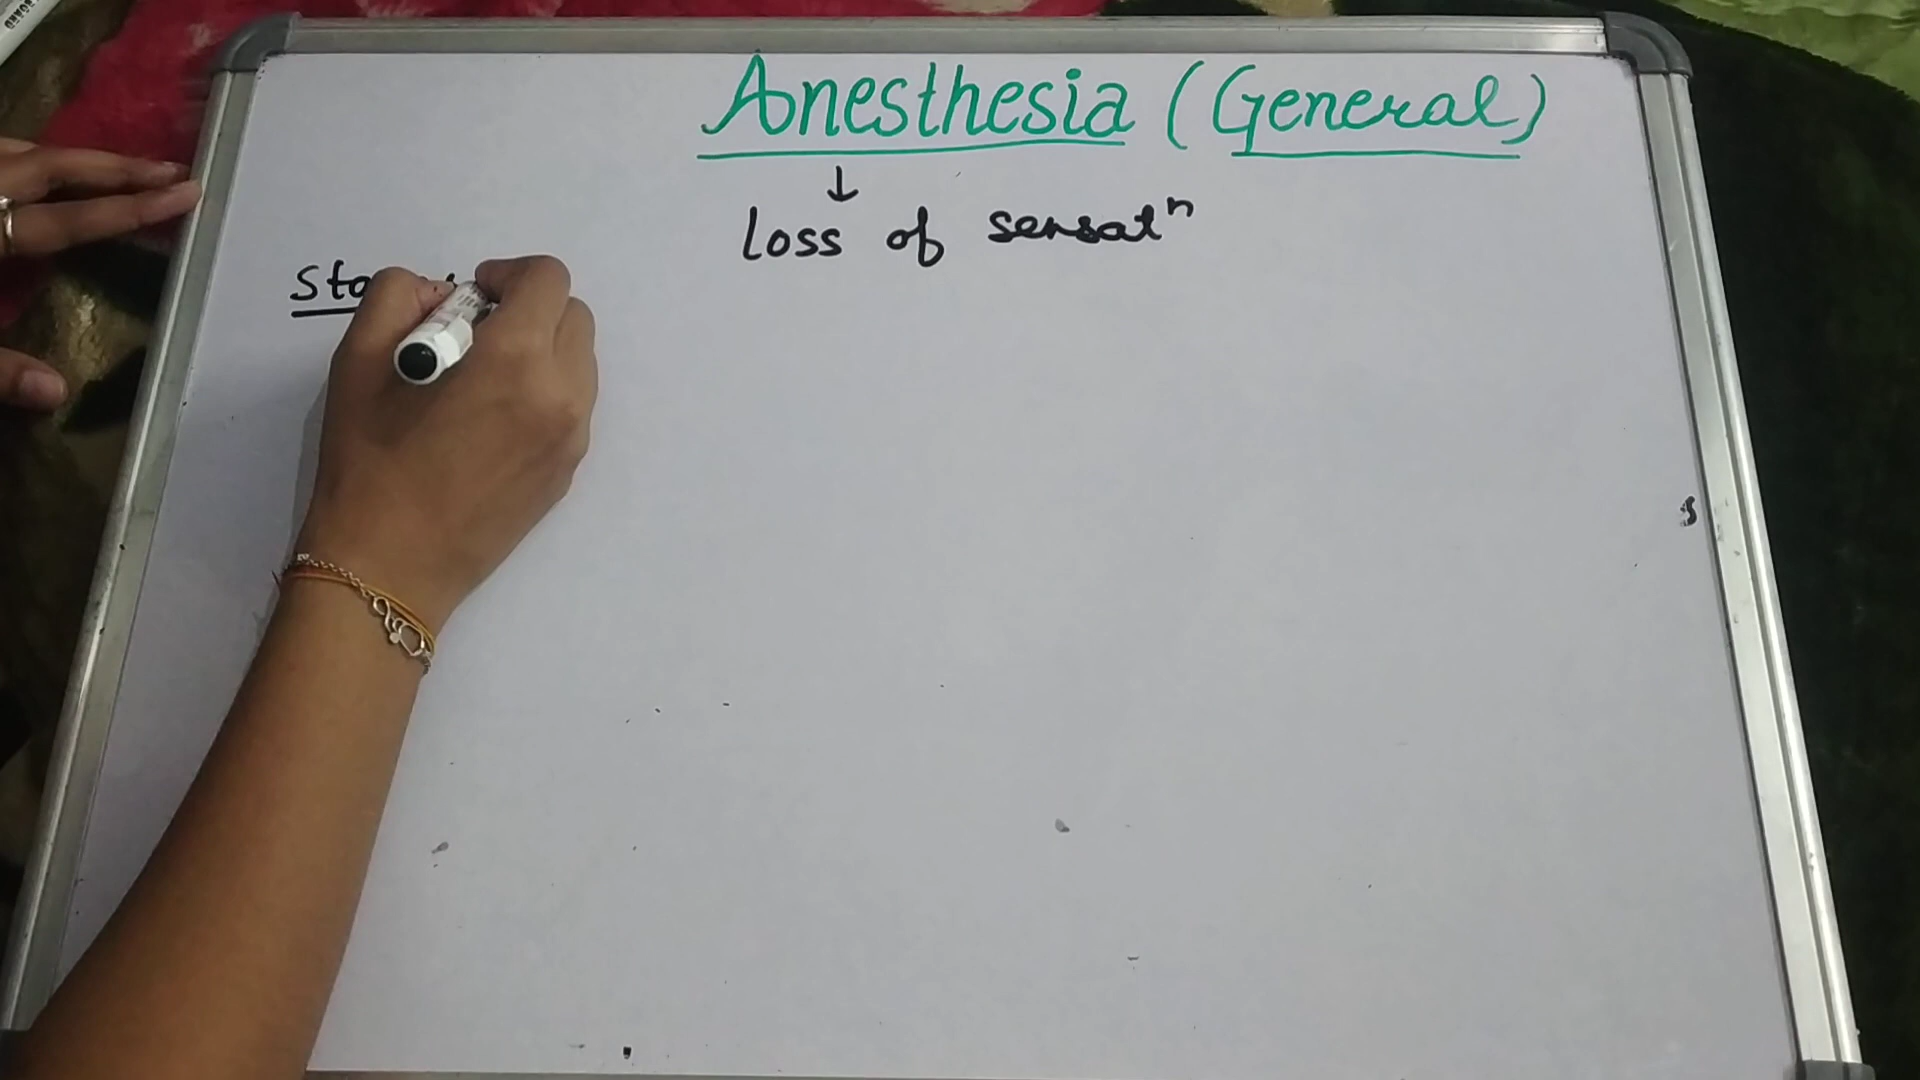 Anesthesia (General)
↓
loss of sensatⁿ